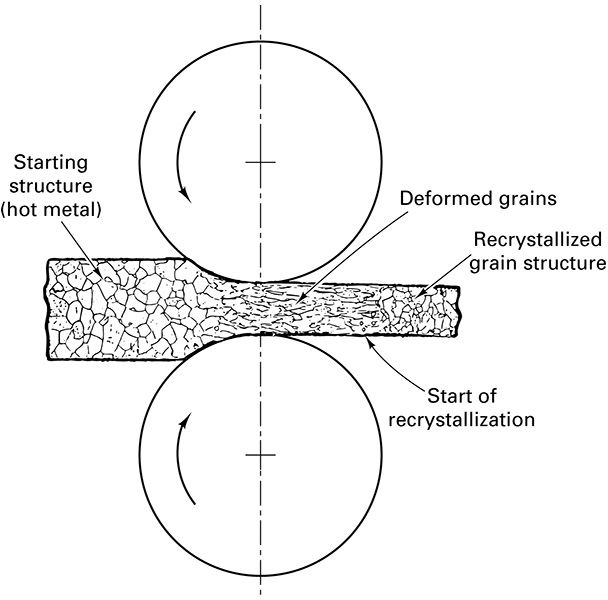 Starting
structure
(hot metal)
Deformed grains
Recrystallized
grain structure
Start of
recrystallization